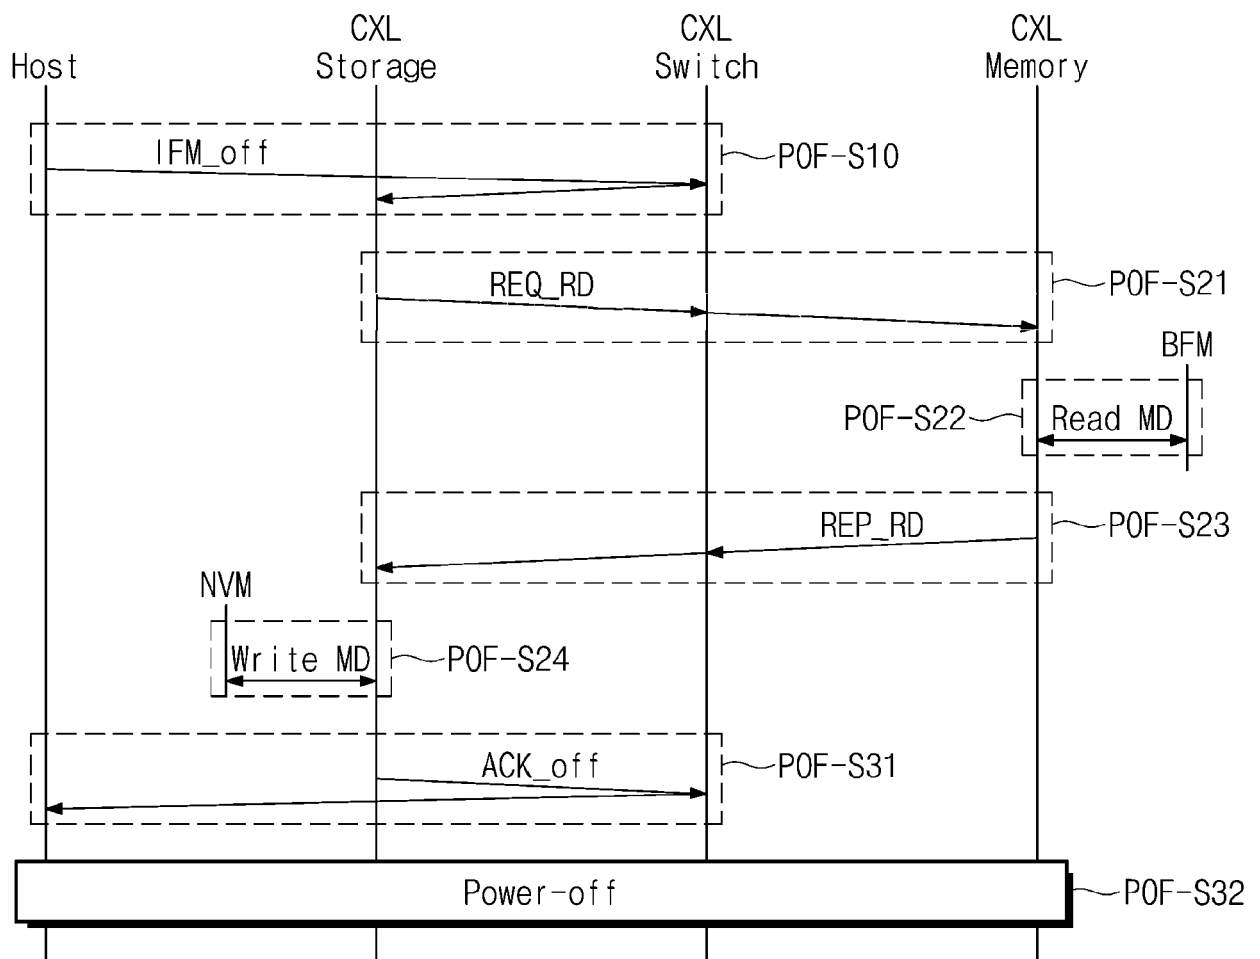 Host
CXL
Storage
CXL
Switch
CXL
Memory
IFM_off
POF-S10
REQ_RD
POF-S21
BFM
POF-S22
Read MD
REP_RD
POF-S23
NVM
Write MD
POF-S24
ACK_off
POF-S31
Power-off
POF-S32